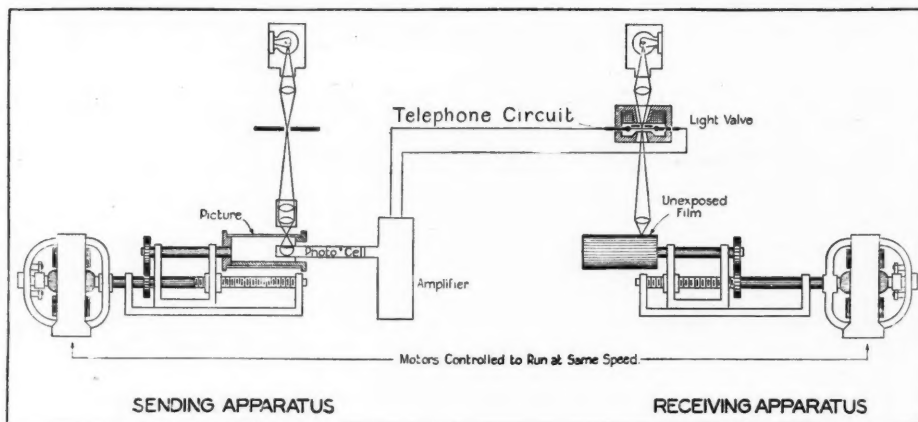 Telephone Circuit
Light Valve
Picture
Unexposed
Film
Photo Cell
Amplifier
Motors Controlled to Run at Same Speed.
SENDING APPARATUS
RECEIVING APPARATUS